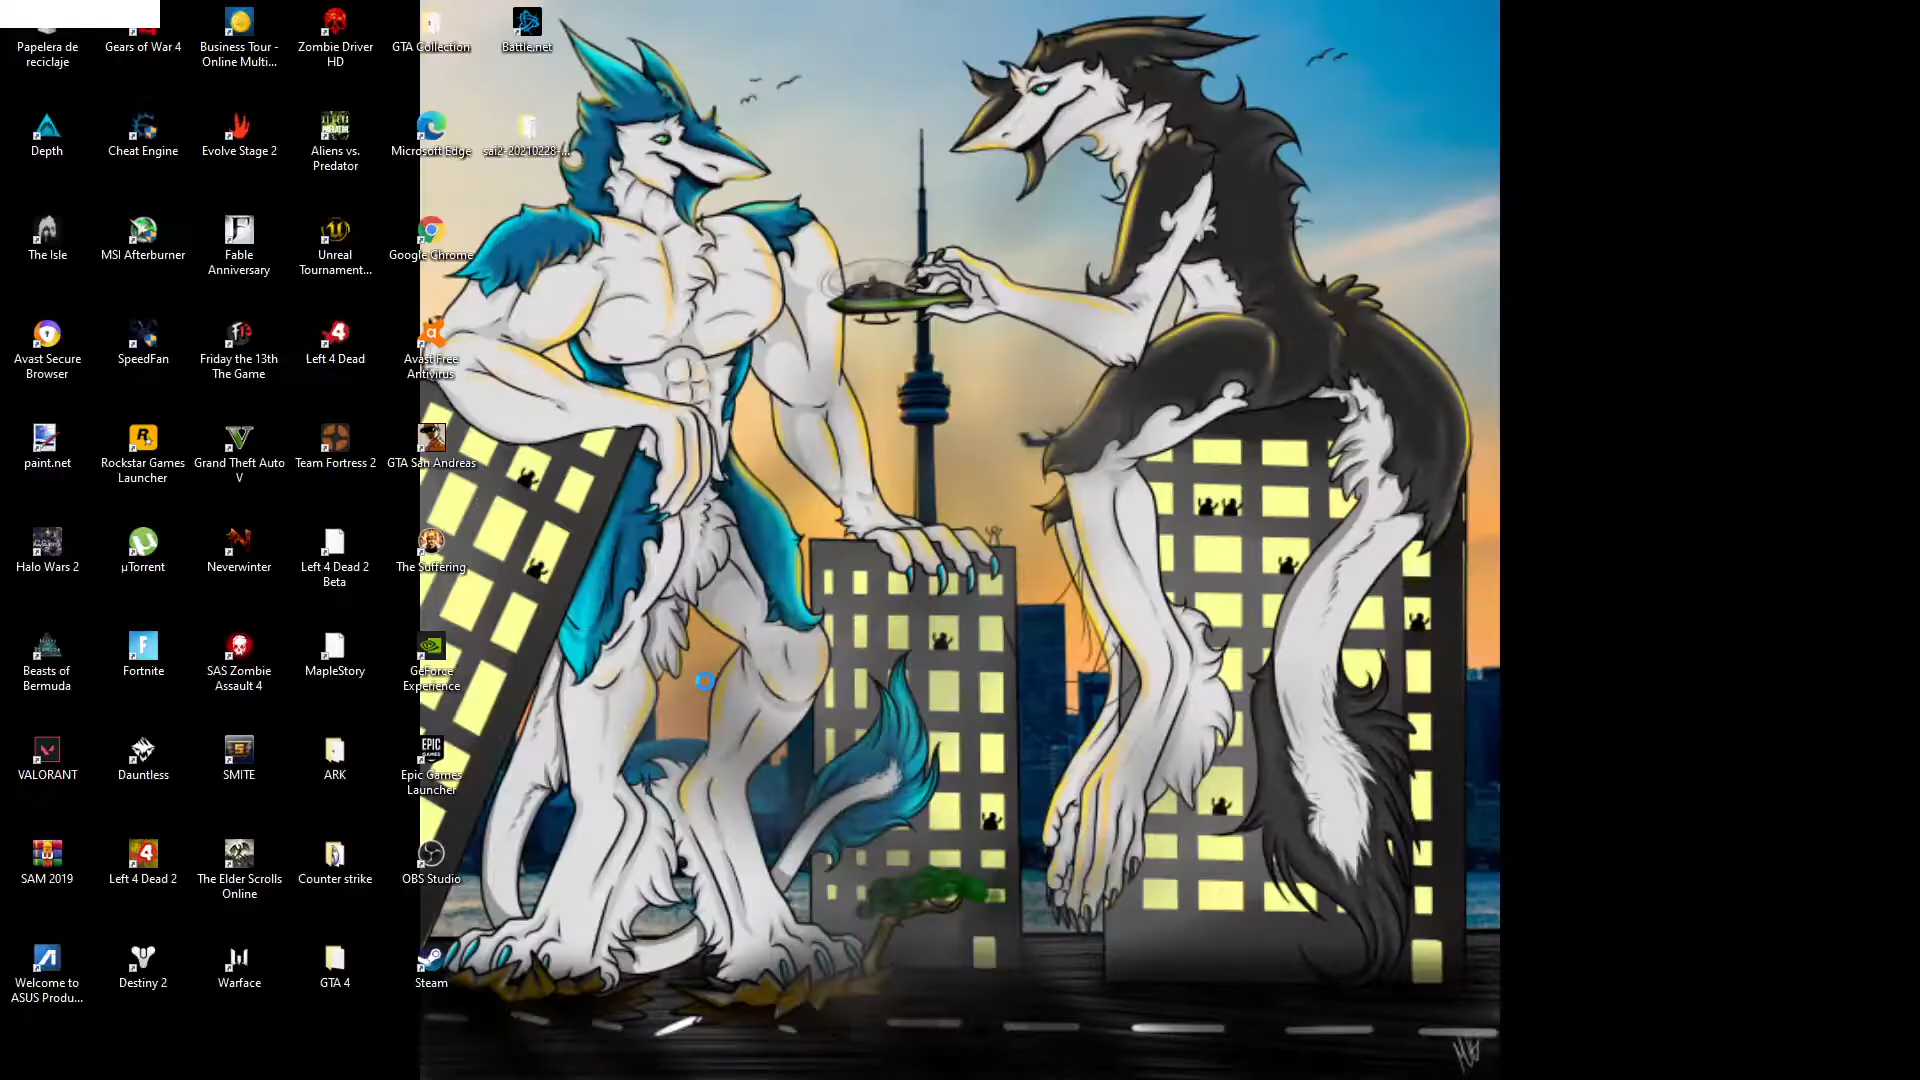 Papelera de
reciclaje
Gears of War 4
Business Tour -
Online Multi...
Zombie Driver
HD
GTA Collection
Battle.net
Depth
Cheat Engine
Evolve Stage 2
Aliens vs.
Predator
Microsoft Edge
sai2-20210228-...
The Isle
MSI Afterburner
Fable
Anniversary
Unreal
Tournament...
Google Chrome
Avast Secure
Browser
SpeedFan
Friday the 13th
The Game
Left 4 Dead
Avast Free
Antivirus
paint.net
Rockstar Games
Launcher
Grand Theft Auto
V
Team Fortress 2
GTA San Andreas
Halo Wars 2
µTorrent
Neverwinter
Left 4 Dead 2
Beta
The Suffering
Beasts of
Bermuda
Fortnite
SAS Zombie
Assault 4
MapleStory
GeForce
Experience
VALORANT
Dauntless
SMITE
ARK
Epic Games
Launcher
SAM 2019
Left 4 Dead 2
The Elder Scrolls
Online
Counter strike
OBS Studio
Welcome to
ASUS Produ...
Destiny 2
Warface
GTA 4
Steam